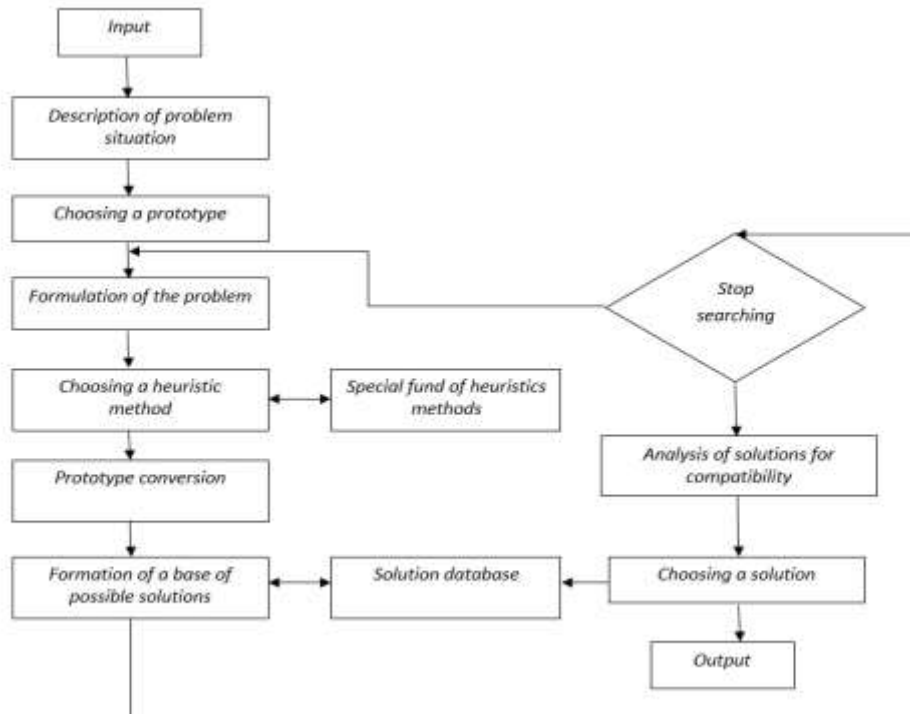 Input
Description of problem
situation
Choosing a prototype
Formulation of the problem
Choosing a heuristic
method
Special fund of heuristics
methods
Prototype conversion
Formation of a base of
possible solutions
Solution database
Stop
searching
Analysis of solutions for
compatibility
Choosing a solution
Output